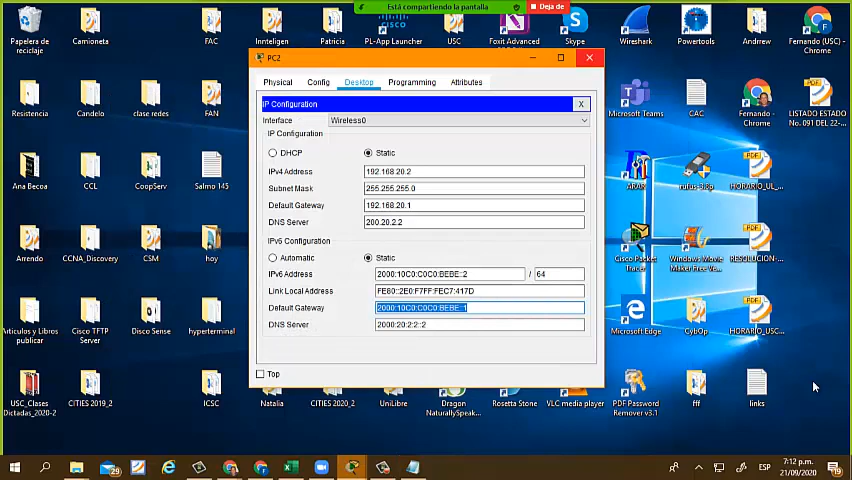 Está compartiendo la pantalla
Deja de
Papelera de reciclaje
Camioneta
FAC
Innteligen
Patricia
PL-App Launcher
USC
Foxit Advanced
Skype
Wireshark
Powertools
Andrrew
Fernando (USC) - Chrome
PC2
Physical
Config
Desktop
Programming
Attributes
IP Configuration
X
Interface
Wireless0
IP Configuration
DHCP
Static
IPv4 Address
192.168.20.2
Subnet Mask
255.255.255.0
Default Gateway
192.168.20.1
DNS Server
200.20.2.2
IPv6 Configuration
Automatic
Static
IPv6 Address
2000:10C0:C0C0:BEBE::2
/
64
Link Local Address
FE80::2E0:F7FF:FEC7:417D
Default Gateway
2000:10C0:C0C0:BEBE::1
DNS Server
2000:20:2:2::2
Top
Resistencia
Candelo
clase redes
FAN
Microsoft Teams
CAC
Fernando - Chrome
LISTADO ESTADO No. 091 DEL 22-...
Ana Becoa
CCL
CoopServ
Salmo 145
HORARIO_UL_...
Arrendo
CCNA_Discovery
CSM
hoy
Cisco Packet Tracer
Windows Movie Maker Free Ve...
RESOLUCION-...
Articulos y Libros publicar
Cisco TFTP Server
Disco Sense
hyperterminal
Microsoft Edge
CybOp
HORARIO_USC...
USC_Clases Dictadas_2020-2
CITIES 2019_2
ICSC
Natalia
CITIES 2020_2
UniLibre
Dragon NaturallySpeak...
Rosetta Stone
VLC media player
PDF Password Remover v3.1
fff
links
29
ESP
7:12 p.m.
21/09/2020